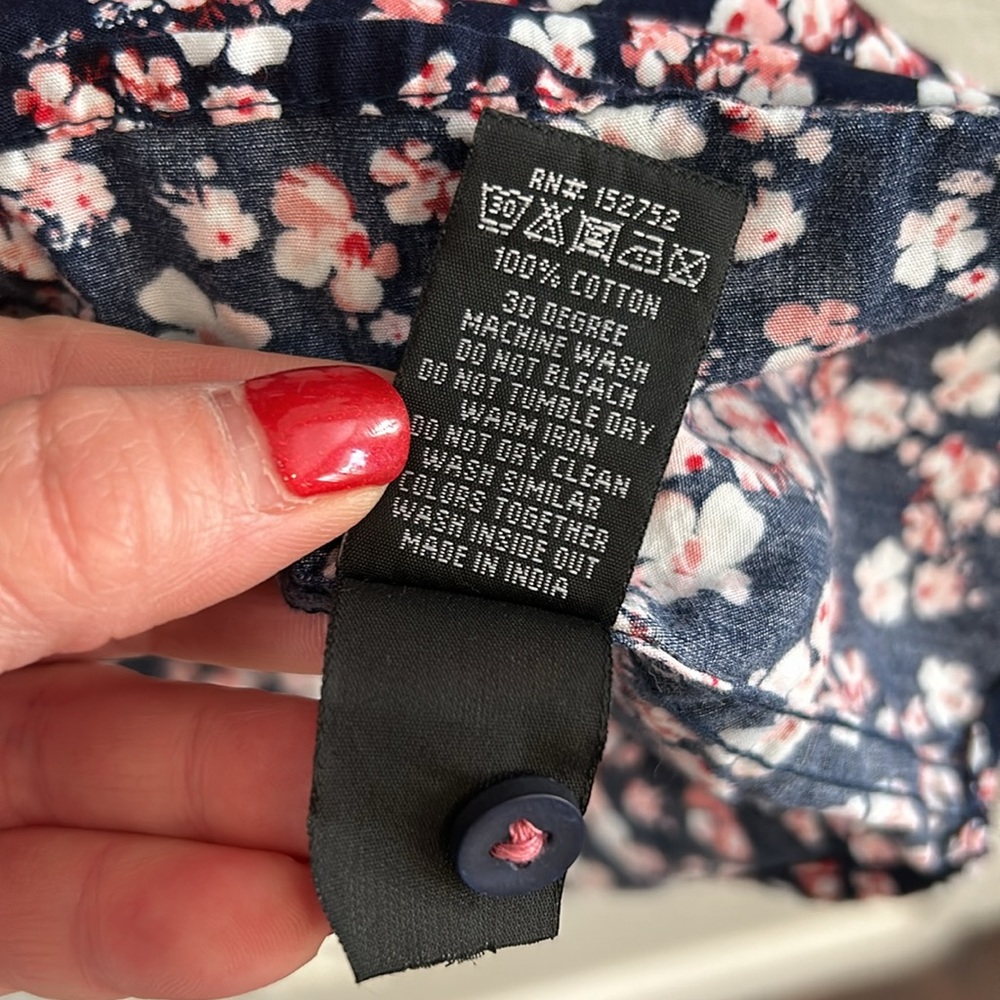 RN# 152752
30
100% COTTON
30 DEGREE
MACHINE WASH
DO NOT BLEACH
DO NOT TUMBLE DRY
WARM IRON
DO NOT DRY CLEAN
WASH SIMILAR
COLORS TOGETHER
WASH INSIDE OUT
MADE IN INDIA